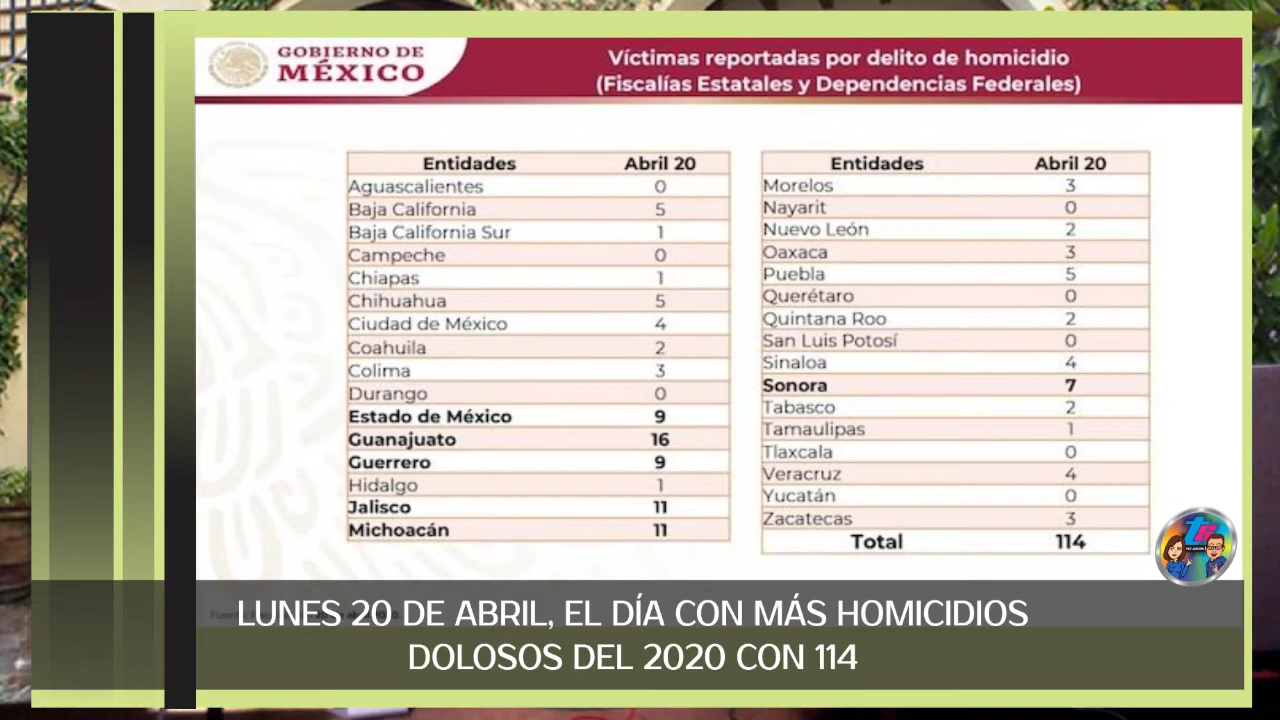 GOBIERNO DE
MÉXICO
Víctimas reportadas por delito de homicidio
(Fiscalías Estatales y Dependencias Federales)
Entidades Abril 20
Aguascalientes 0
Baja California 5
Baja California Sur 1
Campeche 0
Chiapas 1
Chihuahua 5
Ciudad de México 4
Coahuila 2
Colima 3
Durango 0
Estado de México 9
Guanajuato 16
Guerrero 9
Hidalgo 1
Jalisco 11
Michoacán 11
Entidades Abril 20
Morelos 3
Nayarit 0
Nuevo León 2
Oaxaca 3
Puebla 5
Querétaro 0
Quintana Roo 2
San Luis Potosí 0
Sinaloa 4
Sonora 7
Tabasco 2
Tamaulipas 1
Tlaxcala 0
Veracruz 4
Yucatán 0
Zacatecas 3
Total 114
LUNES 20 DE ABRIL, EL DÍA CON MÁS HOMICIDIOS
DOLOSOS DEL 2020 CON 114